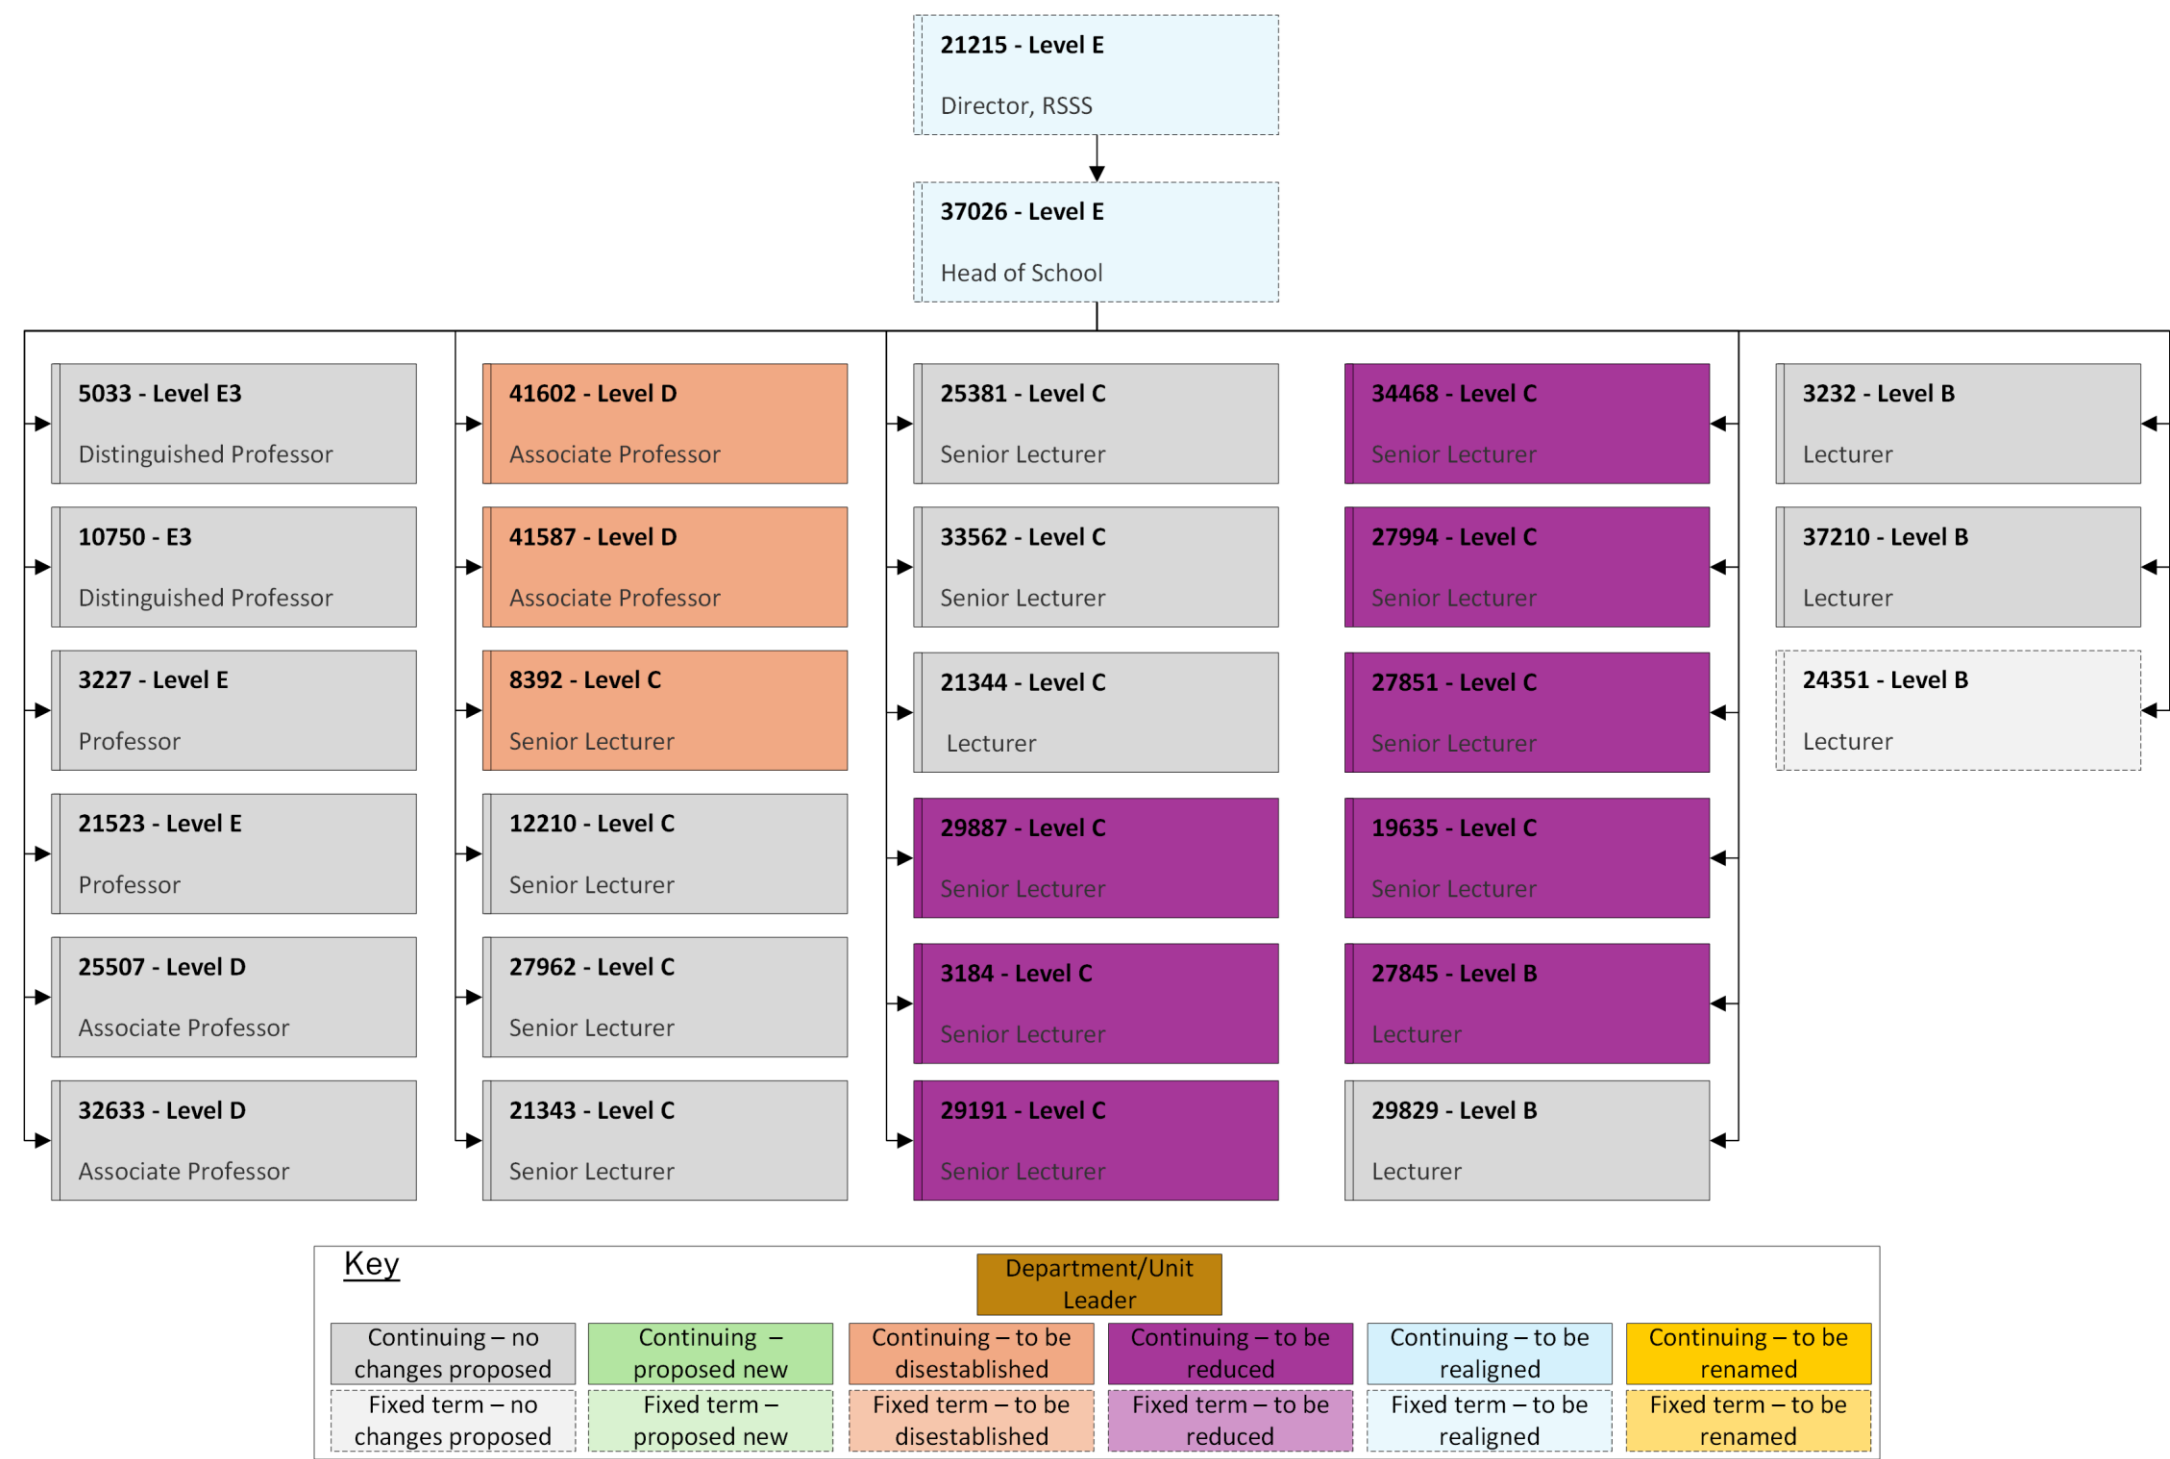 21215 - Level E
Director, RSSS
37026 - Level E
Head of School
5033 - Level E3
Distinguished Professor
10750 - E3
Distinguished Professor
3227 - Level E
Professor
21523 - Level E
Professor
25507 - Level D
Associate Professor
32633 - Level D
Associate Professor
41602 - Level D
Associate Professor
41587 - Level D
Associate Professor
8392 - Level C
Senior Lecturer
12210 - Level C
Senior Lecturer
27962 - Level C
Senior Lecturer
21343 - Level C
Senior Lecturer
25381 - Level C
Senior Lecturer
33562 - Level C
Senior Lecturer
21344 - Level C
Lecturer
29887 - Level C
Senior Lecturer
3184 - Level C
Senior Lecturer
29191 - Level C
Senior Lecturer
34468 - Level C
Senior Lecturer
27994 - Level C
Senior Lecturer
27851 - Level C
Senior Lecturer
19635 - Level C
Senior Lecturer
27845 - Level B
Lecturer
29829 - Level B
Lecturer
3232 - Level B
Lecturer
37210 - Level B
Lecturer
24351 - Level B
Lecturer
Key
Department/Unit
Leader
Continuing – no
changes proposed
Continuing –
proposed new
Continuing – to be
disestablished
Continuing – to be
reduced
Continuing – to be
realigned
Continuing – to be
renamed
Fixed term – no
changes proposed
Fixed term –
proposed new
Fixed term – to be
disestablished
Fixed term – to be
reduced
Fixed term – to be
realigned
Fixed term – to be
renamed